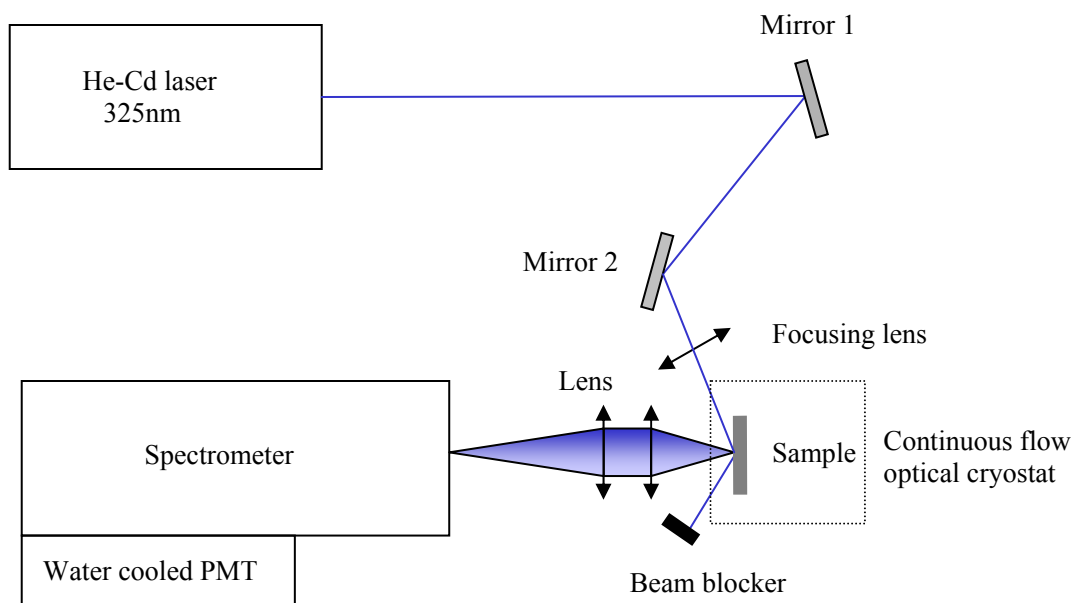 Mirror 1
He-Cd laser
325nm
Mirror 2
Focusing lens
Lens
Spectrometer
Sample
Continuous flow
optical cryostat
Water cooled PMT
Beam blocker